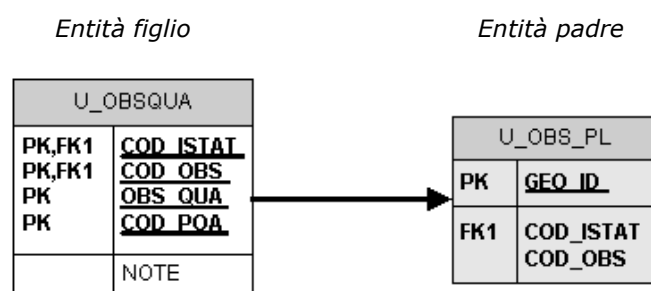 Entità figlio
Entità padre
U_OBSQUA
PK,FK1 COD_ISTAT
PK,FK1 COD_OBS
PK OBS_QUA
PK COD_POA
NOTE
U_OBS_PL
PK GEO_ID
FK1 COD_ISTAT
COD_OBS